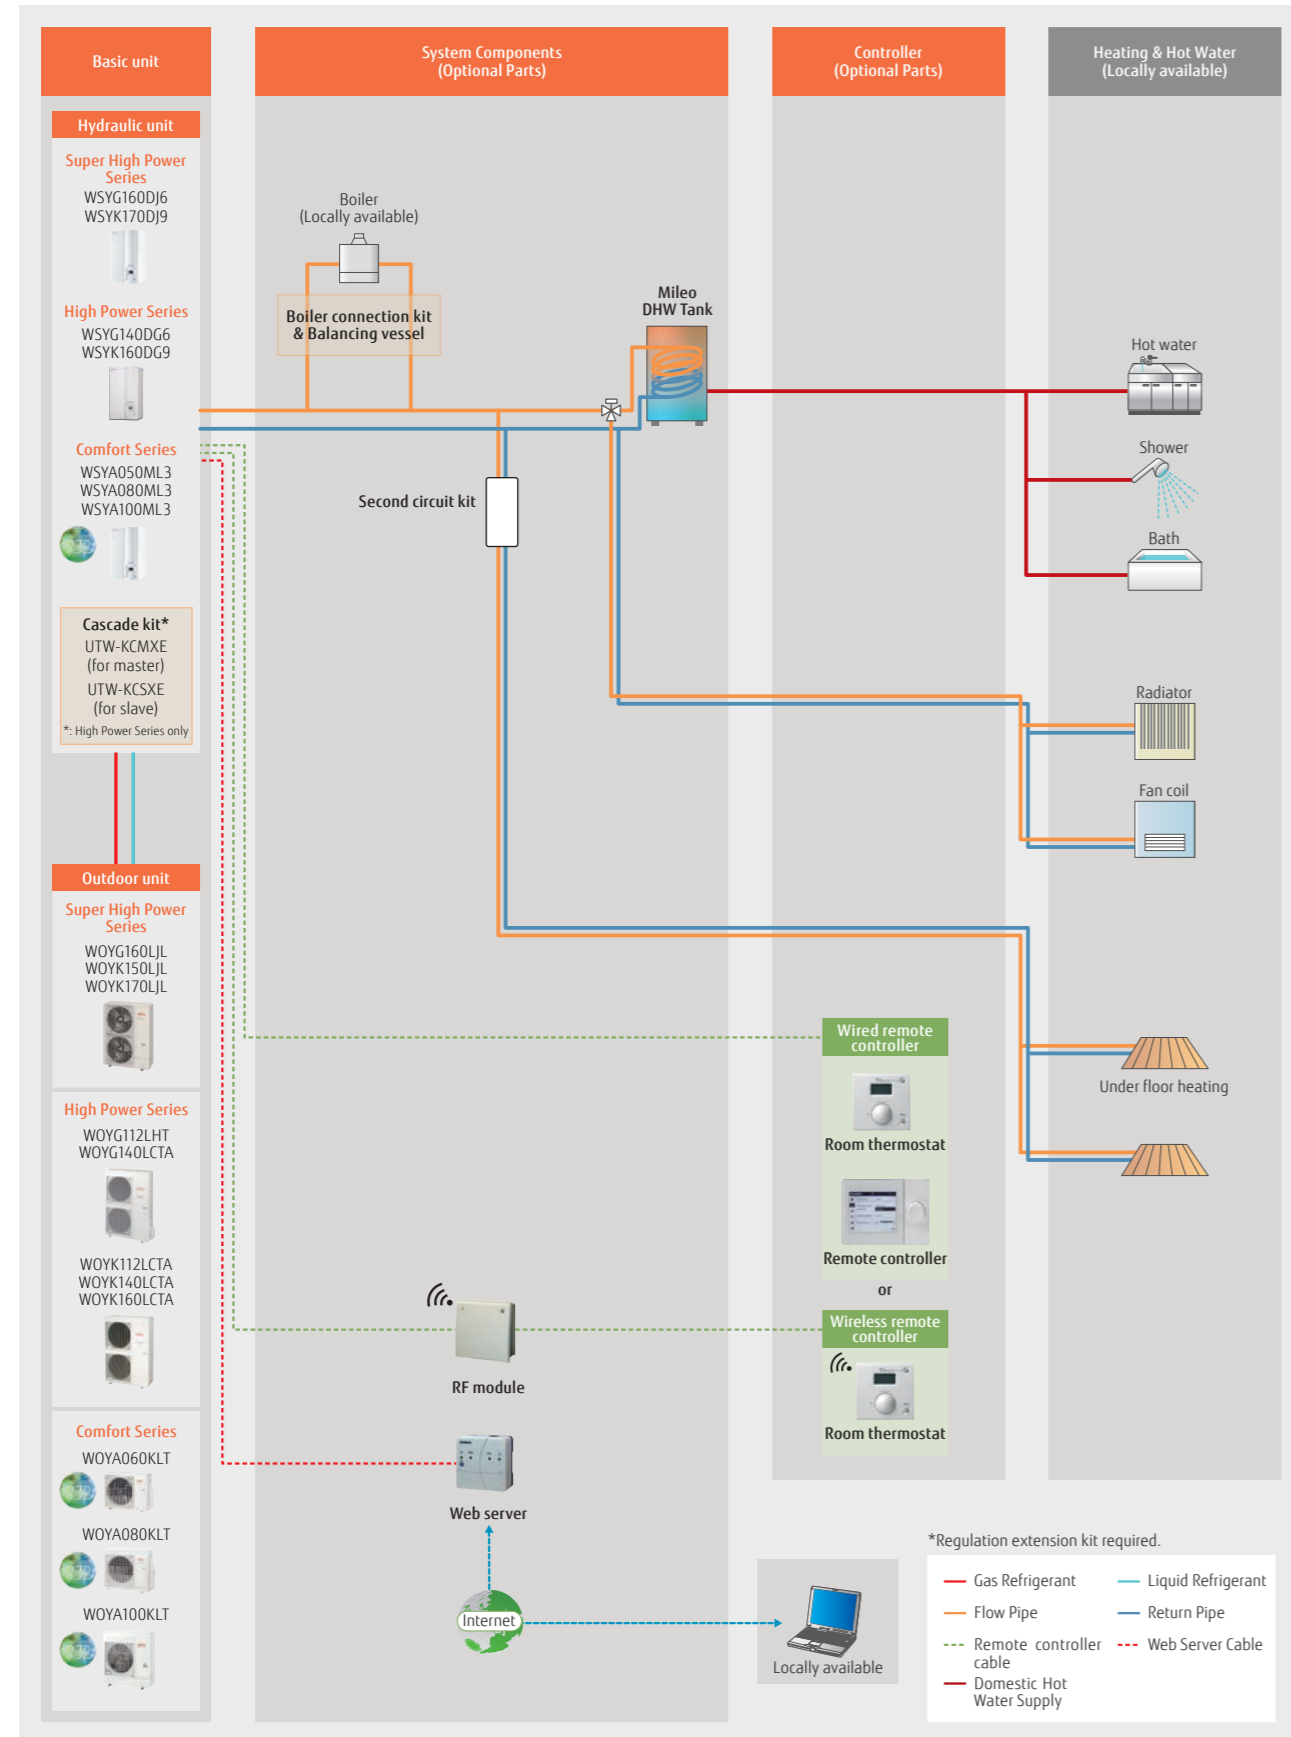 Basic unit
System Components
(Optional Parts)
Controller
(Optional Parts)
Heating & Hot Water
(Locally available)
Hydraulic unit
Super High Power
Series
WSYG160DJ6
WSYK170DJ9
High Power Series
WSYG140DG6
WSYK160DG9
Comfort Series
WSYA050ML3
WSYA080ML3
WSYA100ML3
Cascade kit*
UTW-KCMXE
(for master)
UTW-KCSXE
(for slave)
*: High Power Series only
Outdoor unit
Super High Power
Series
WOYG160LJL
WOYK150LJL
WOYK170LJL
High Power Series
WOYG112LHT
WOYG140LCTA
WOYK112LCTA
WOYK140LCTA
WOYK160LCTA
Comfort Series
WOYA060KLT
WOYA080KLT
WOYA100KLT
Boiler
(Locally available)
Boiler connection kit
& Balancing vessel
Mileo
DHW Tank
Second circuit kit
RF module
Web server
Internet
Locally available
Wired remote
controller
Room thermostat
Remote controller
or
Wireless remote
controller
Room thermostat
Hot water
Shower
Bath
Radiator
Fan coil
Under floor heating
*Regulation extension kit required.
Gas Refrigerant
Liquid Refrigerant
Flow Pipe
Return Pipe
Remote controller
cable
Web Server Cable
Domestic Hot
Water Supply